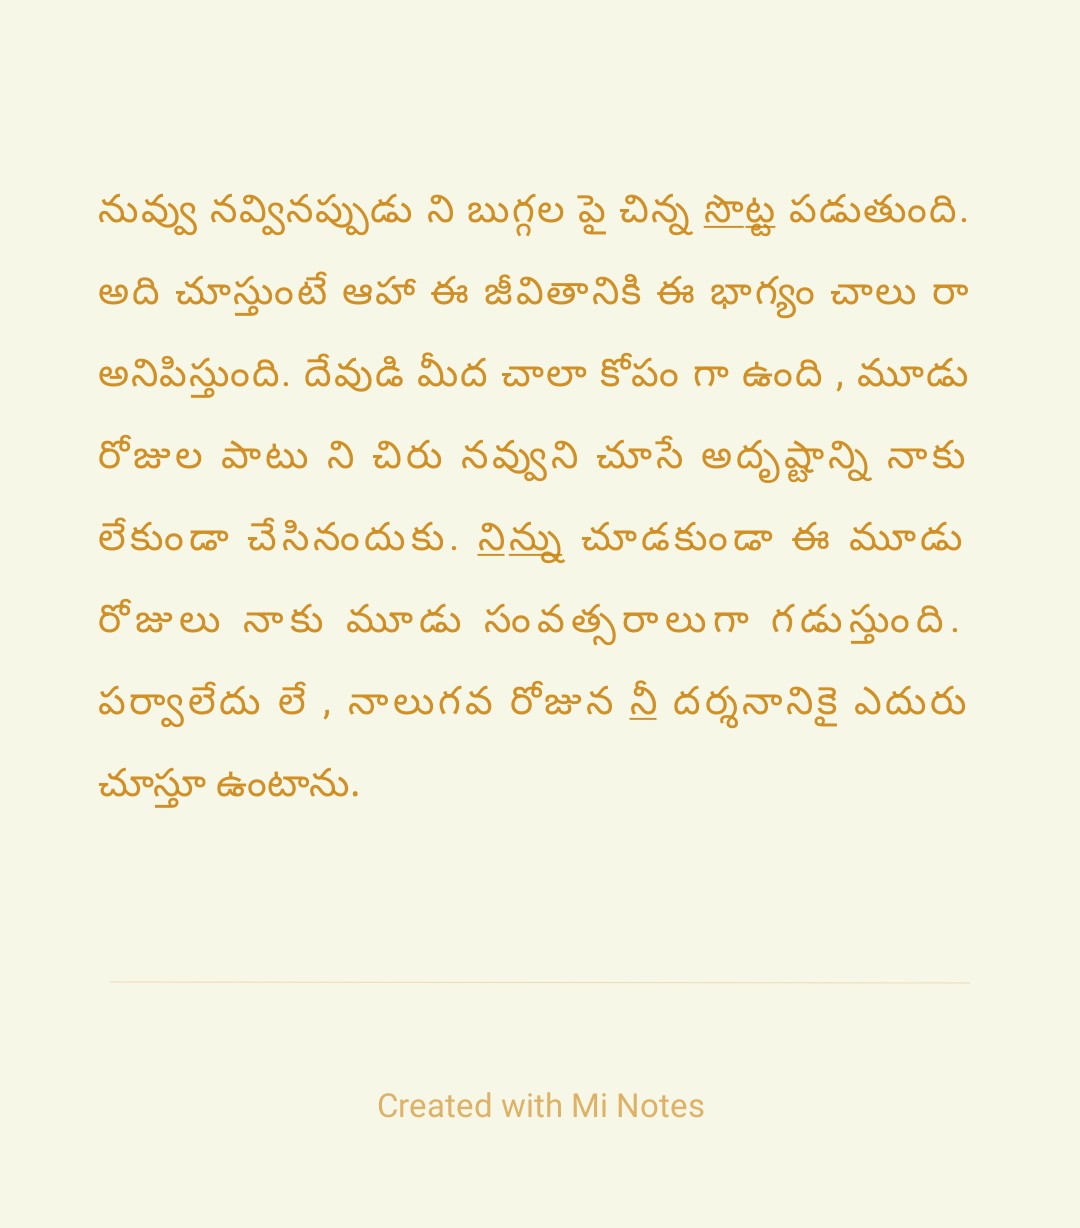 నువ్వు నవ్వినప్పుడు ని బుగ్గల పై చిన్న సొట్ట పడుతుంది.
అది చూస్తుంటే ఆహా ఈ జీవితానికి ఈ భాగ్యం చాలు రా
అనిపిస్తుంది. దేవుడి మీద చాలా కోపం గా ఉంది , మూడు
రోజుల పాటు ని చిరు నవ్వుని చూసే అదృష్టాన్ని నాకు
లేకుండా చేసినందుకు. నిన్ను చూడకుండా ఈ మూడు
రోజులు నాకు మూడు సంవత్సరాలుగా గడుస్తుంది.
పర్వాలేదు లే , నాలుగవ రోజున నీ దర్శనానికై ఎదురు
చూస్తూ ఉంటాను.
Created with Mi Notes